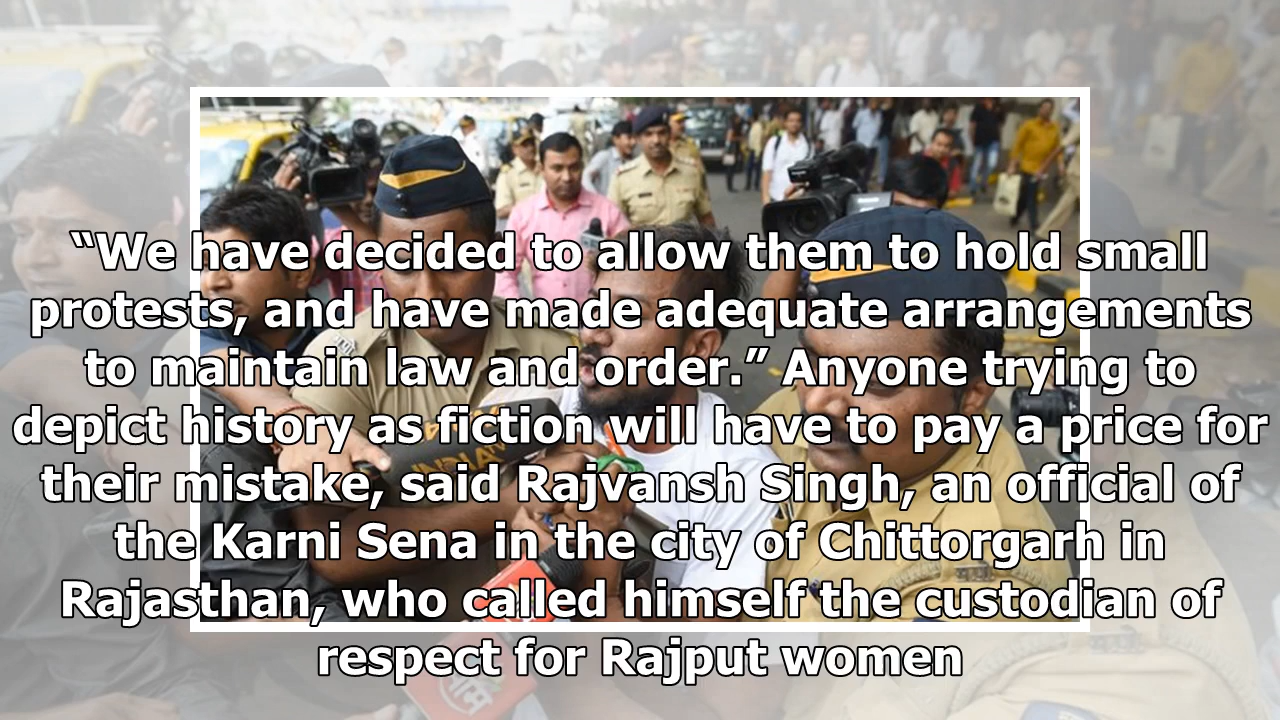 “We have decided to allow them to hold small
protests, and have made adequate arrangements
to maintain law and order.” Anyone trying to
depict history as fiction will have to pay a price for
their mistake, said Rajvansh Singh, an official of
the Karni Sena in the city of Chittorgarh in
Rajasthan, who called himself the custodian of
respect for Rajput women